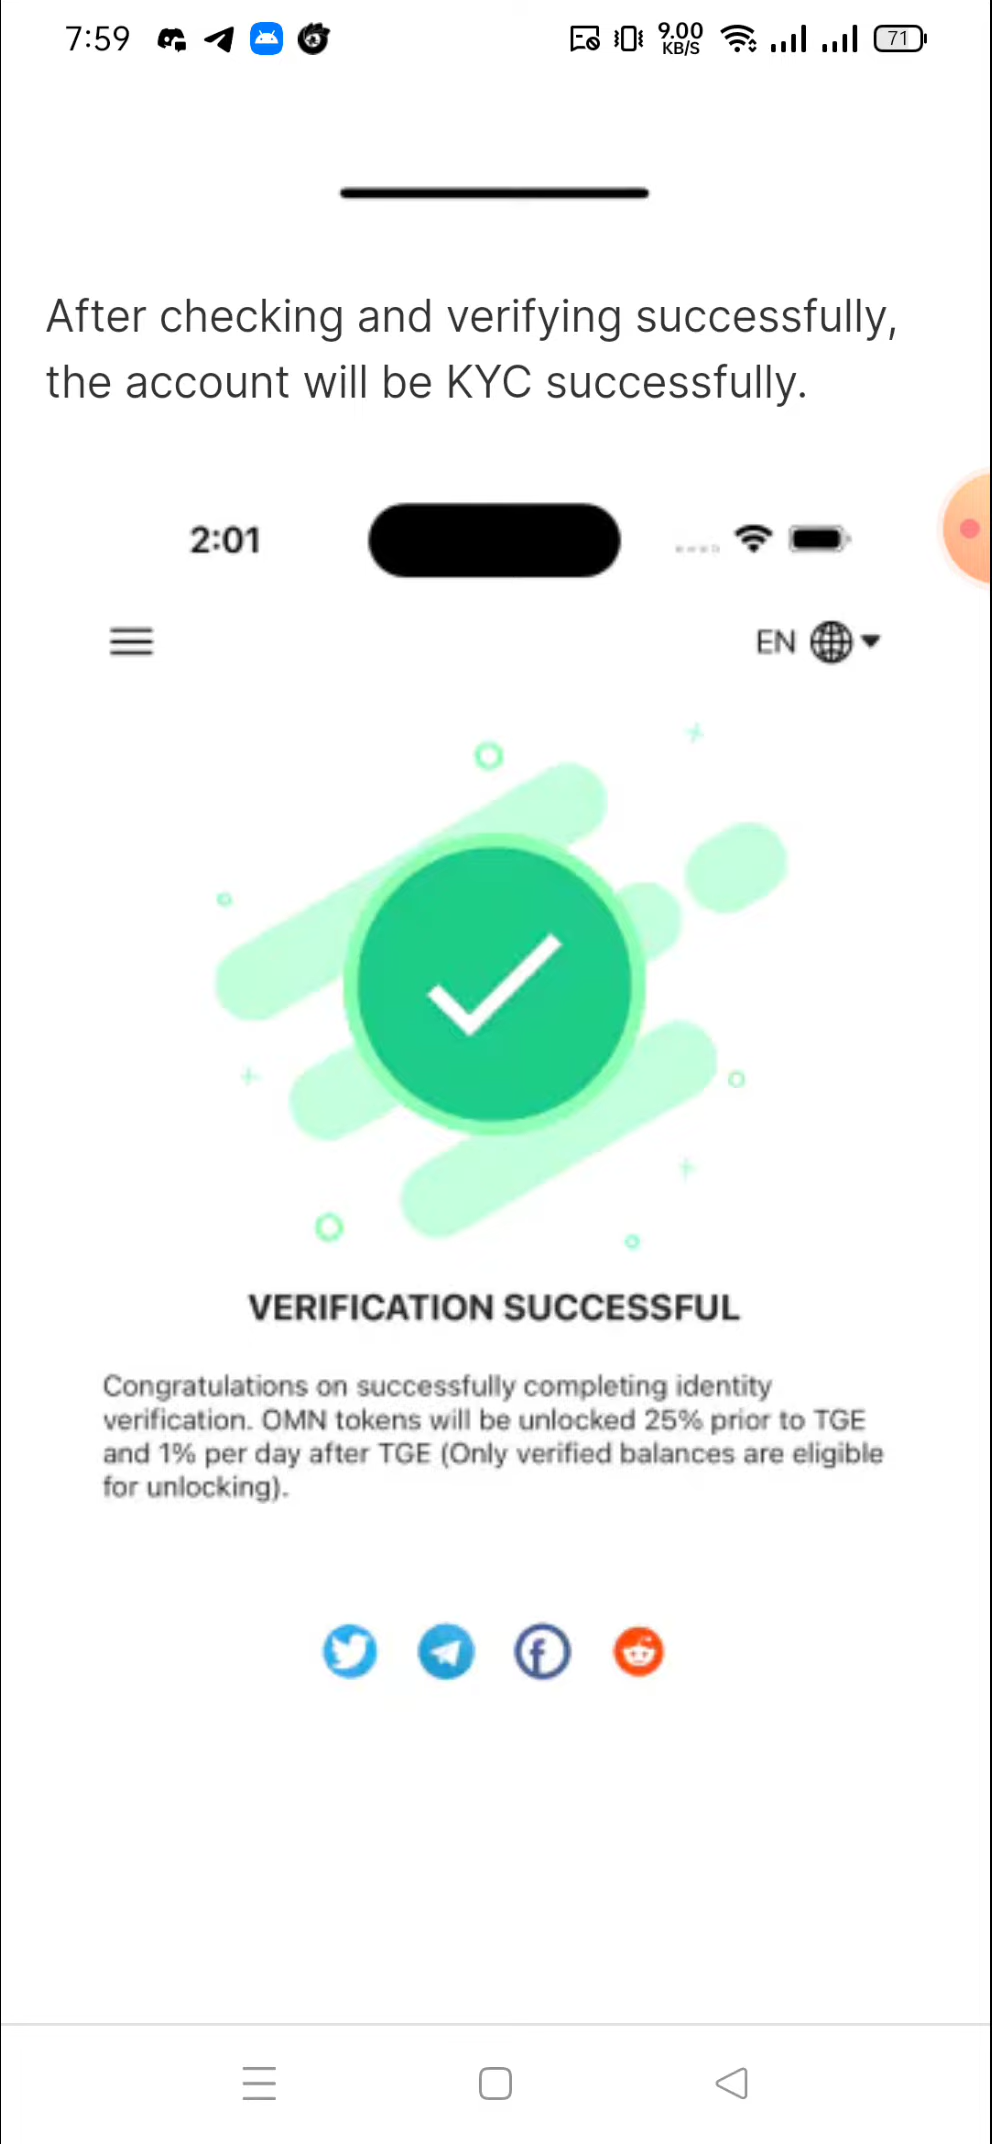 7:59
9.00
KB/S
71
After checking and verifying successfully,
the account will be KYC successfully.
2:01
EN
VERIFICATION SUCCESSFUL
Congratulations on successfully completing identity
verification. OMN tokens will be unlocked 25% prior to TGE
and 1% per day after TGE (Only verified balances are eligible
for unlocking).